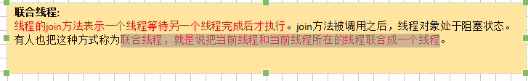 联合线程:
线程的join方法表示一个线程等待另一个线程完成后才执行。join方法被调用之后，线程对象处于阻塞状态。
有人也把这种方式称为联合线程，就是说把当前线程和当前线程所在的线程联合成一个线程。